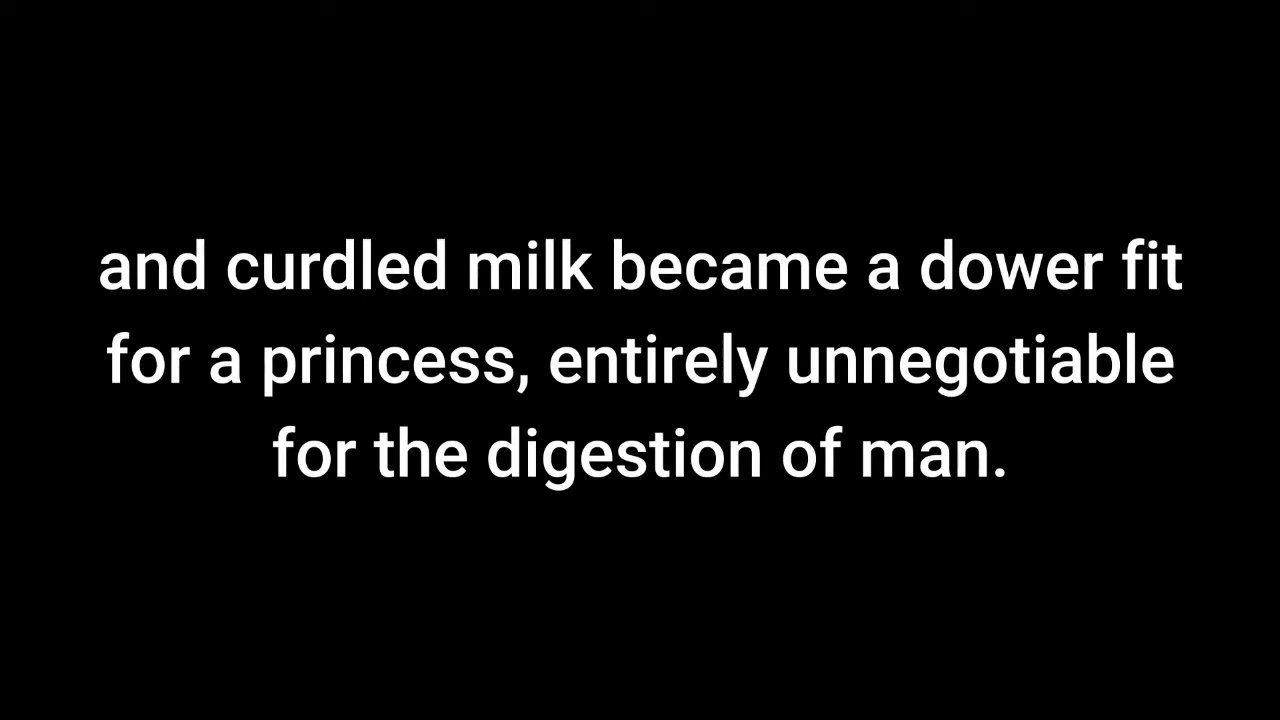 and curdled milk became a dower fit
for a princess, entirely unnegotiable
for the digestion of man.